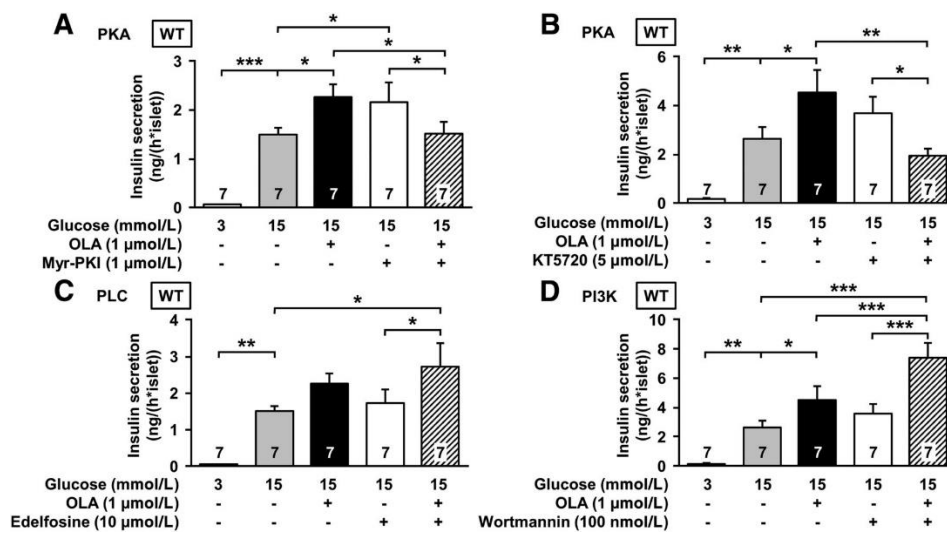 A PKA WT
* 
* 
*** * *
Insulin secretion
(ng/(h*islet))
3
2
1
0
7 7 7 7 7
Glucose (mmol/L) 3 15 15 15 15
OLA (1 µmol/L) - - + - +
Myr-PKI (1 µmol/L) - - - + +
B PKA WT
** * **
*
Insulin secretion
(ng/(h*islet))
6
4
2
0
7 7 7 7 7
Glucose (mmol/L) 3 15 15 15 15
OLA (1 µmol/L) - - + - +
KT5720 (5 µmol/L) - - - + +
C PLC WT
*
*
**
Insulin secretion
(ng/(h*islet))
4
3
2
1
0
7 7 7 7 7
Glucose (mmol/L) 3 15 15 15 15
OLA (1 µmol/L) - - + - +
Edelfosine (10 µmol/L) - - - + +
D PI3K WT
***
***
** * ***
Insulin secretion
(ng/(h*islet))
10
8
6
4
2
0
7 7 7 7 7
Glucose (mmol/L) 3 15 15 15 15
OLA (1 µmol/L) - - + - +
Wortmannin (100 nmol/L) - - - + +